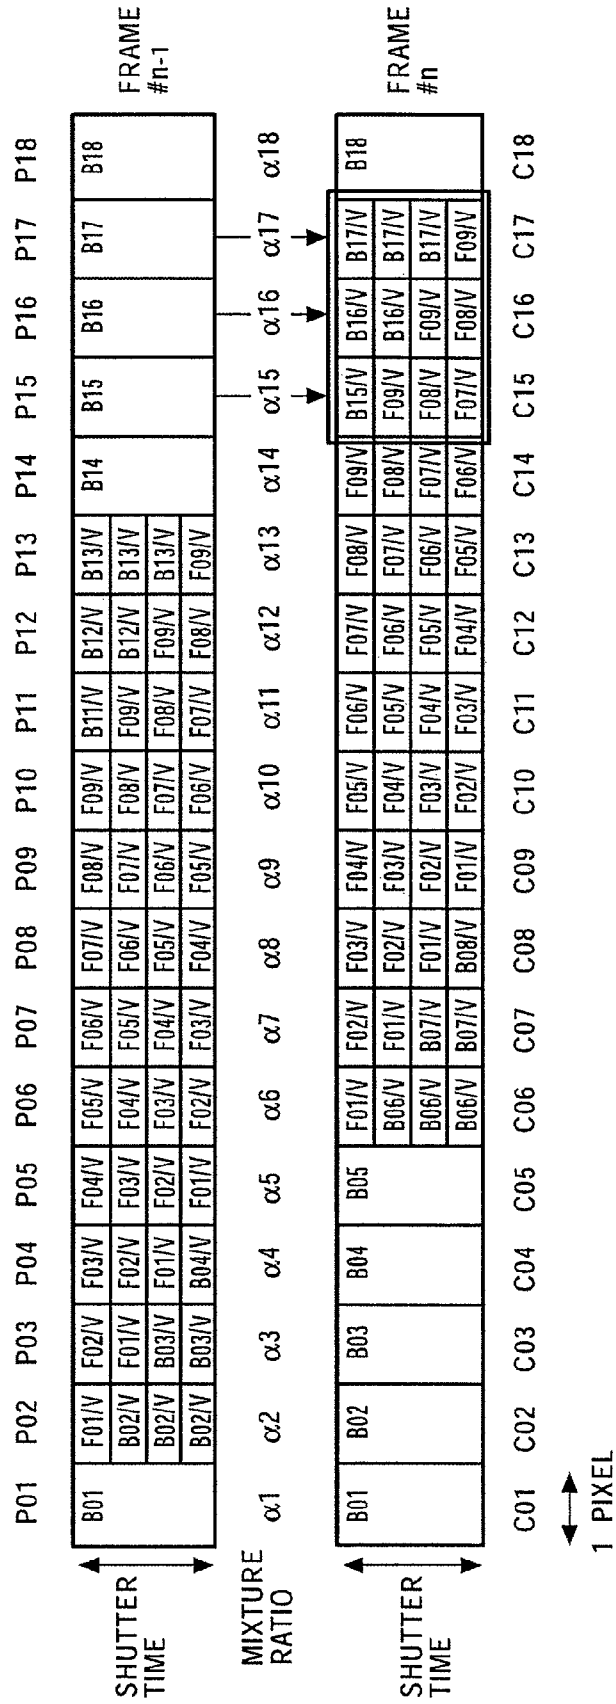 P01 P02 P03 P04 P05 P06 P07 P08 P09 P10 P11 P12 P13 P14 P15 P16 P17 P18
B01 F01/V F02/V F03/V F04/V F05/V F06/V F07/V F08/V F09/V B11/V B12/V B13/V B14 B15 B16 B17 B18
B02/V F01/V F02/V F03/V F04/V F05/V F06/V F07/V F08/V F09/V B12/V B13/V
B02/V B03/V F01/V F02/V F03/V F04/V F05/V F06/V F07/V F08/V F09/V B13/V
B02/V B03/V B04/V F01/V F02/V F03/V F04/V F05/V F06/V F07/V F08/V F09/V
SHUTTER
TIME
FRAME
#n-1
MIXTURE
RATIO
α1 α2 α3 α4 α5 α6 α7 α8 α9 α10 α11 α12 α13 α14 α15 α16 α17 α18
B01 B02 B03 B04 B05 F01/V F02/V F03/V F04/V F05/V F06/V F07/V F08/V F09/V B15/V B16/V B17/V B18
B06/V F01/V F02/V F03/V F04/V F05/V F06/V F07/V F08/V F09/V B16/V B17/V
B06/V B07/V F01/V F02/V F03/V F04/V F05/V F06/V F07/V F08/V F09/V B17/V
B06/V B07/V B08/V F01/V F02/V F03/V F04/V F05/V F06/V F07/V F08/V F09/V
SHUTTER
TIME
FRAME
#n
C01 C02 C03 C04 C05 C06 C07 C08 C09 C10 C11 C12 C13 C14 C15 C16 C17 C18
1 PIXEL